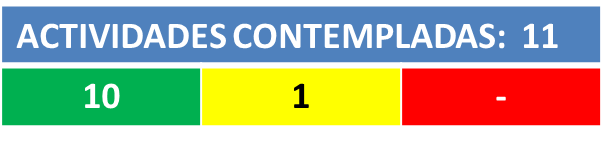 ACTIVIDADES CONTEMPLADAS: 11
10 1 -